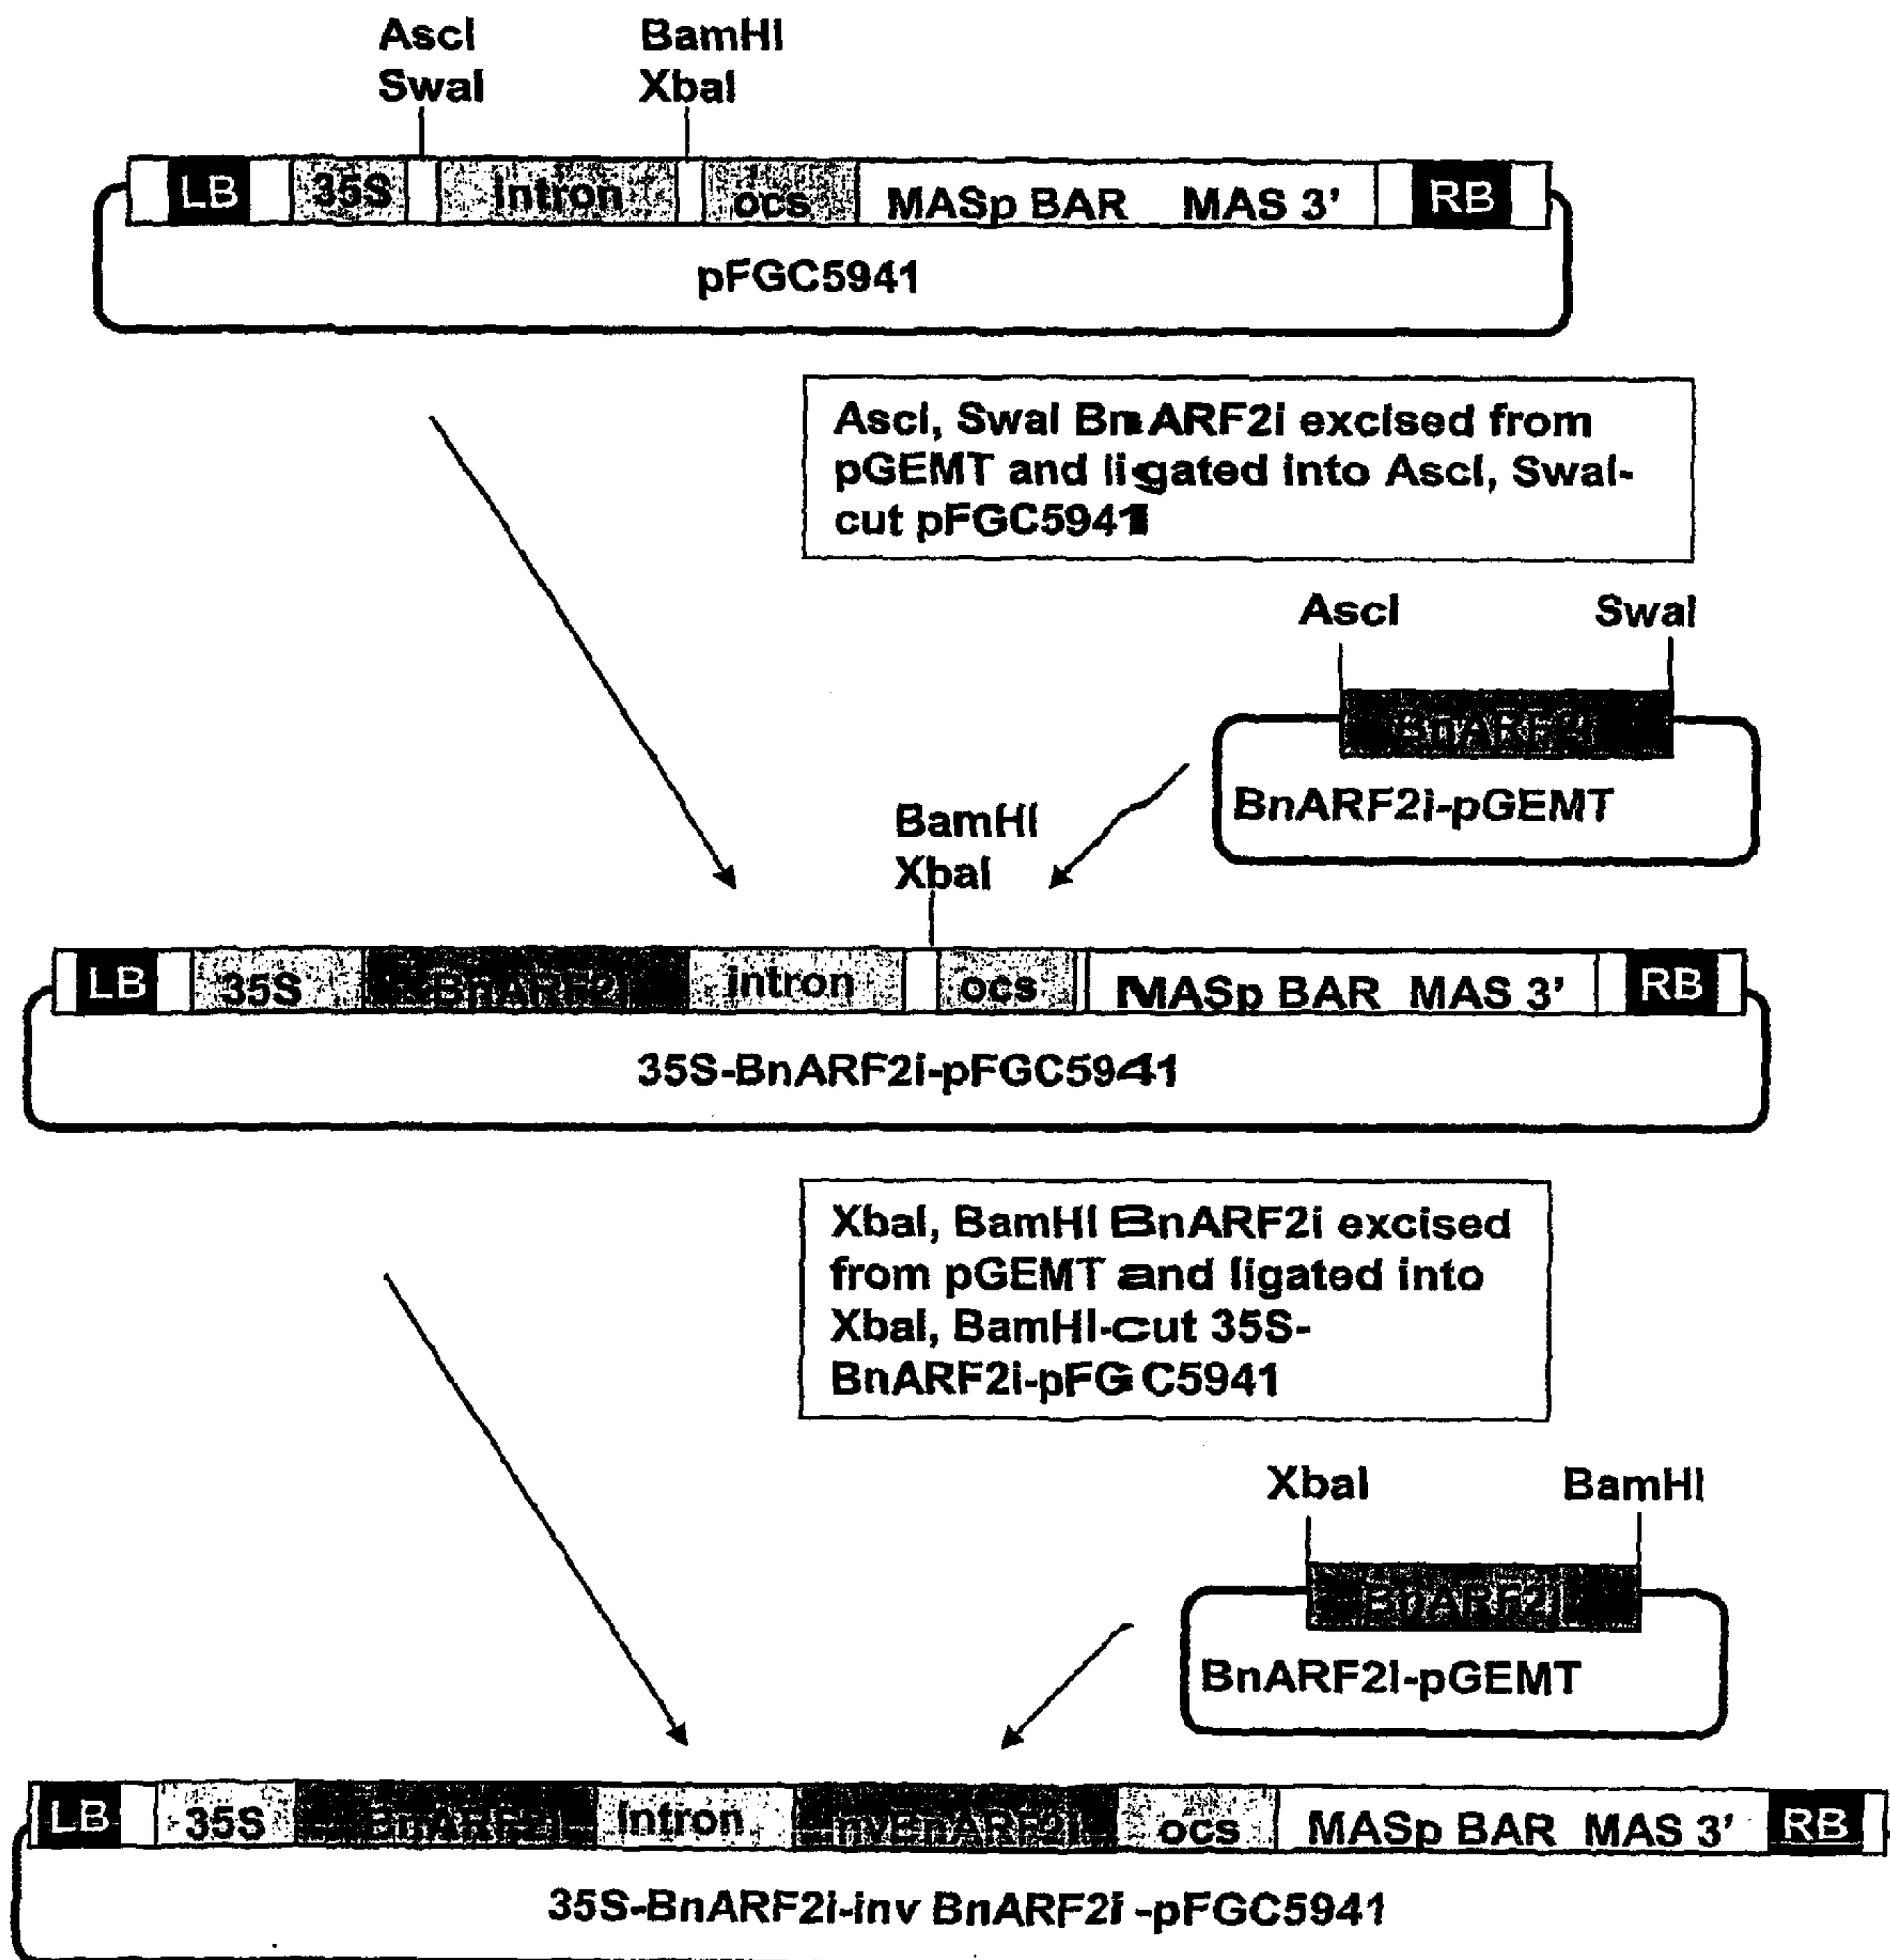 AscI
SwaI
BamHI
XbaI
LB
35S
Intron
ocs
MASp BAR MAS 3’
RB
pFGC5941
AscI, SwaI BnARF2i excised from
pGEMT and ligated into AscI, SwaI-
cut pFGC5941
AscI
SwaI
BnARF2i
BnARF2i-pGEMT
BamHI
XbaI
LB
35S
BnARF2i
intron
ocs
MASp BAR MAS 3’
RB
35S-BnARF2i-pFGC5941
XbaI, BamHI BnARF2i excised
from pGEMT and ligated into
XbaI, BamHI-cut 35S-
BnARF2i-pFGC5941
XbaI
BamHI
BnARF2i
BnARF2i-pGEMT
LB
35S
BnARF2i
Intron
nvBnARF2i
ocs
MASp BAR MAS 3’
RB
35S-BnARF2i-inv BnARF2i -pFGC5941